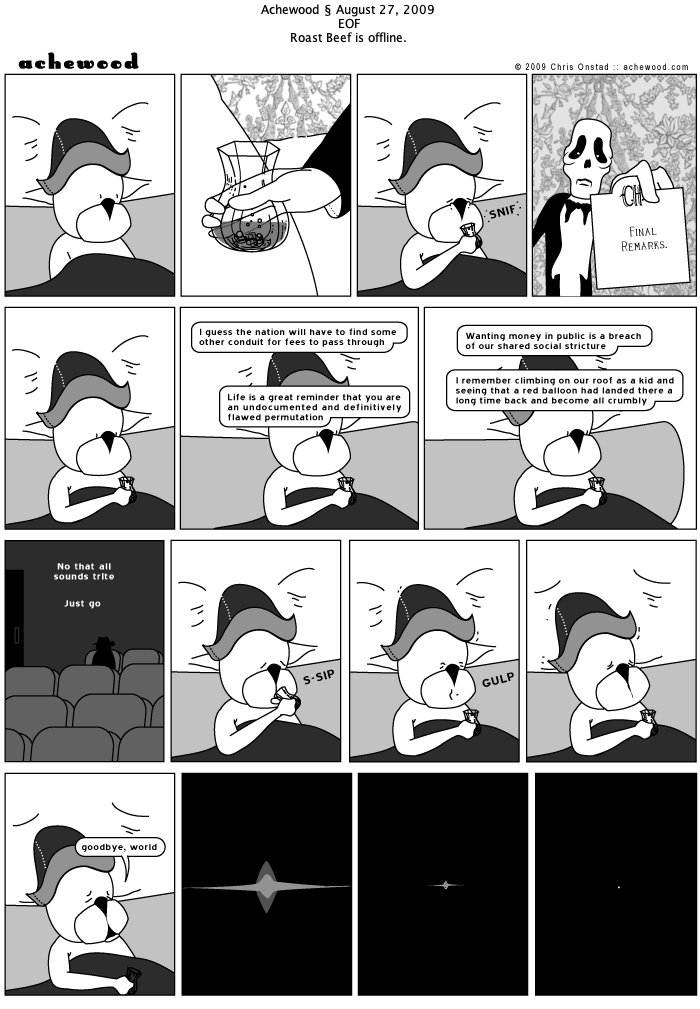 Achewood § August 27, 2009
EOF
Roast Beef is offline.
achewood
© 2009 Chris Onstad :: achewood.com
SNIF
CH
FINAL
REMARKS.
I guess the nation will have to find some
other conduit for fees to pass through
Life is a great reminder that you are
an undocumented and definitively
flawed permutation
Wanting money in public is a breach
of our shared social stricture
I remember climbing on our roof as a kid and
seeing that a red balloon had landed there a
long time back and become all crumbly
No that all
sounds trite
Just go
S-SIP
GULP
goodbye, world